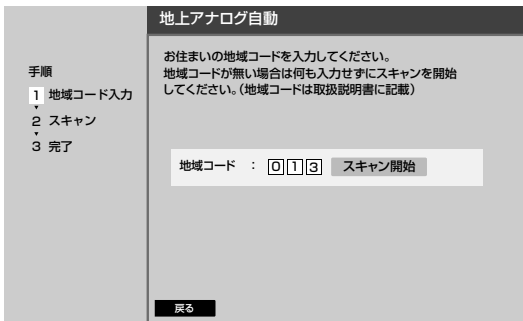 地上アナログ自動
お住まいの地域コードを入力してください。
地域コードが無い場合は何も入力せずにスキャンを開始
してください。(地域コードは取扱説明書に記載)
手順
1 地域コード入力
2 スキャン
3 完了
地域コード : 0 1 3 スキャン開始
戻る